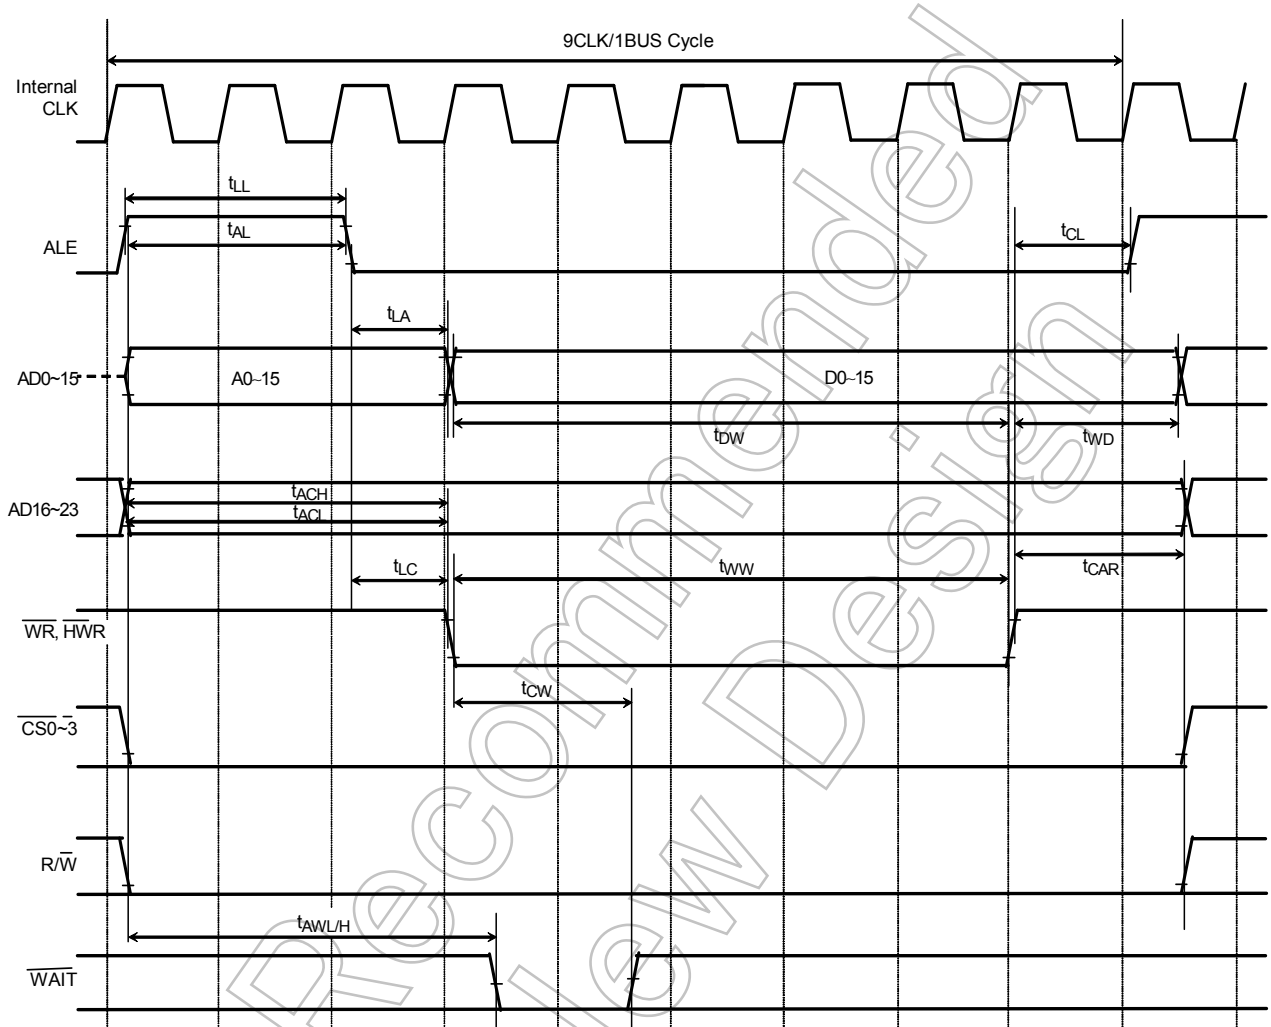 9CLK/1BUS Cycle
Internal
CLK
tLL
ALE
tAL
tCL
tLA
AD0~15
A0~15
D0~15
tDW
tWD
AD16~23
tACH
tACL
tLC
tWW
tCAR
WR, HWR
tCW
CS0~3
R/W
tAWL/H
WAIT
Recommended
New Design